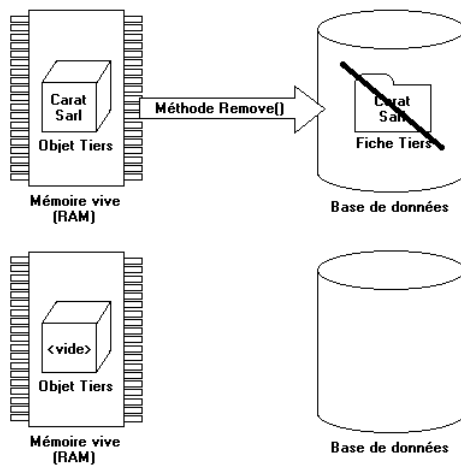 Carat
Sarl
Objet Tiers
Mémoire vive
(RAM)
Méthode Remove()
Carat
Sarl
Fiche Tiers
Base de données
<vide>
Objet Tiers
Mémoire vive
(RAM)
Base de données